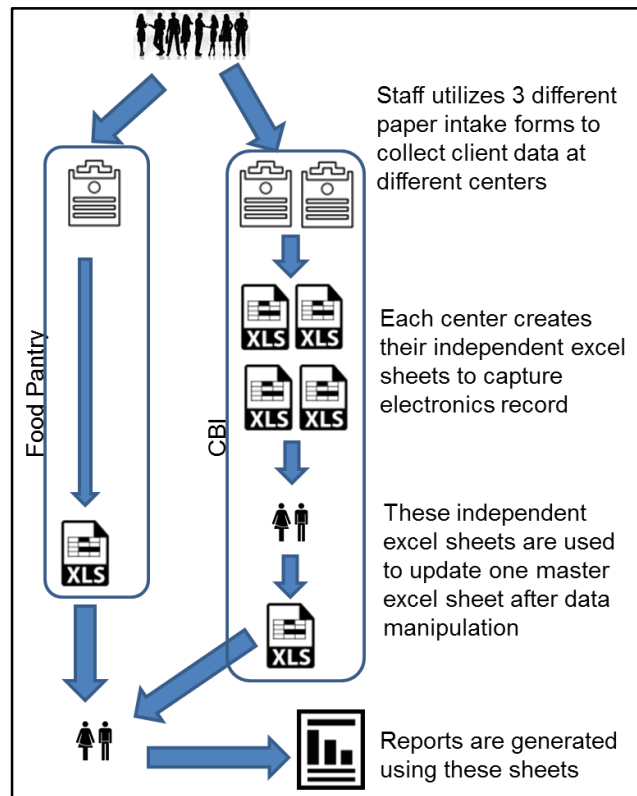 Staff utilizes 3 different
paper intake forms to
collect client data at
different centers
Food Pantry
CBI
XLS
XLS
XLS
XLS
Each center creates
their independent excel
sheets to capture
electronics record
XLS
These independent
excel sheets are used
to update one master
excel sheet after data
manipulation
XLS
Reports are generated
using these sheets